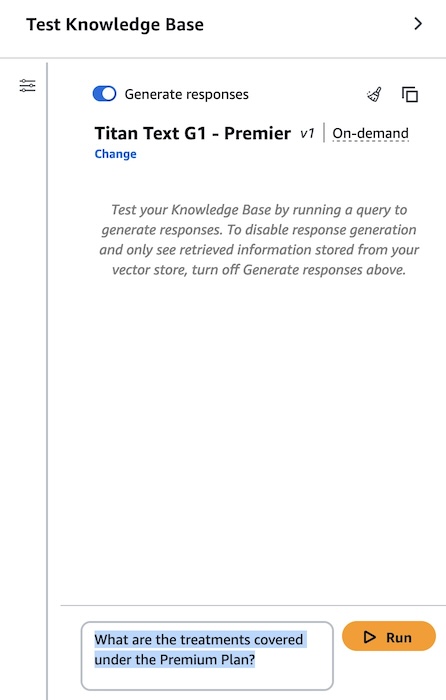 Test Knowledge Base
Generate responses
Titan Text G1 - Premier v1 On-demand
Change
Test your Knowledge Base by running a query to
generate responses. To disable response generation
and only see retrieved information stored from your
vector store, turn off Generate responses above.
What are the treatments covered
under the Premium Plan?
Run